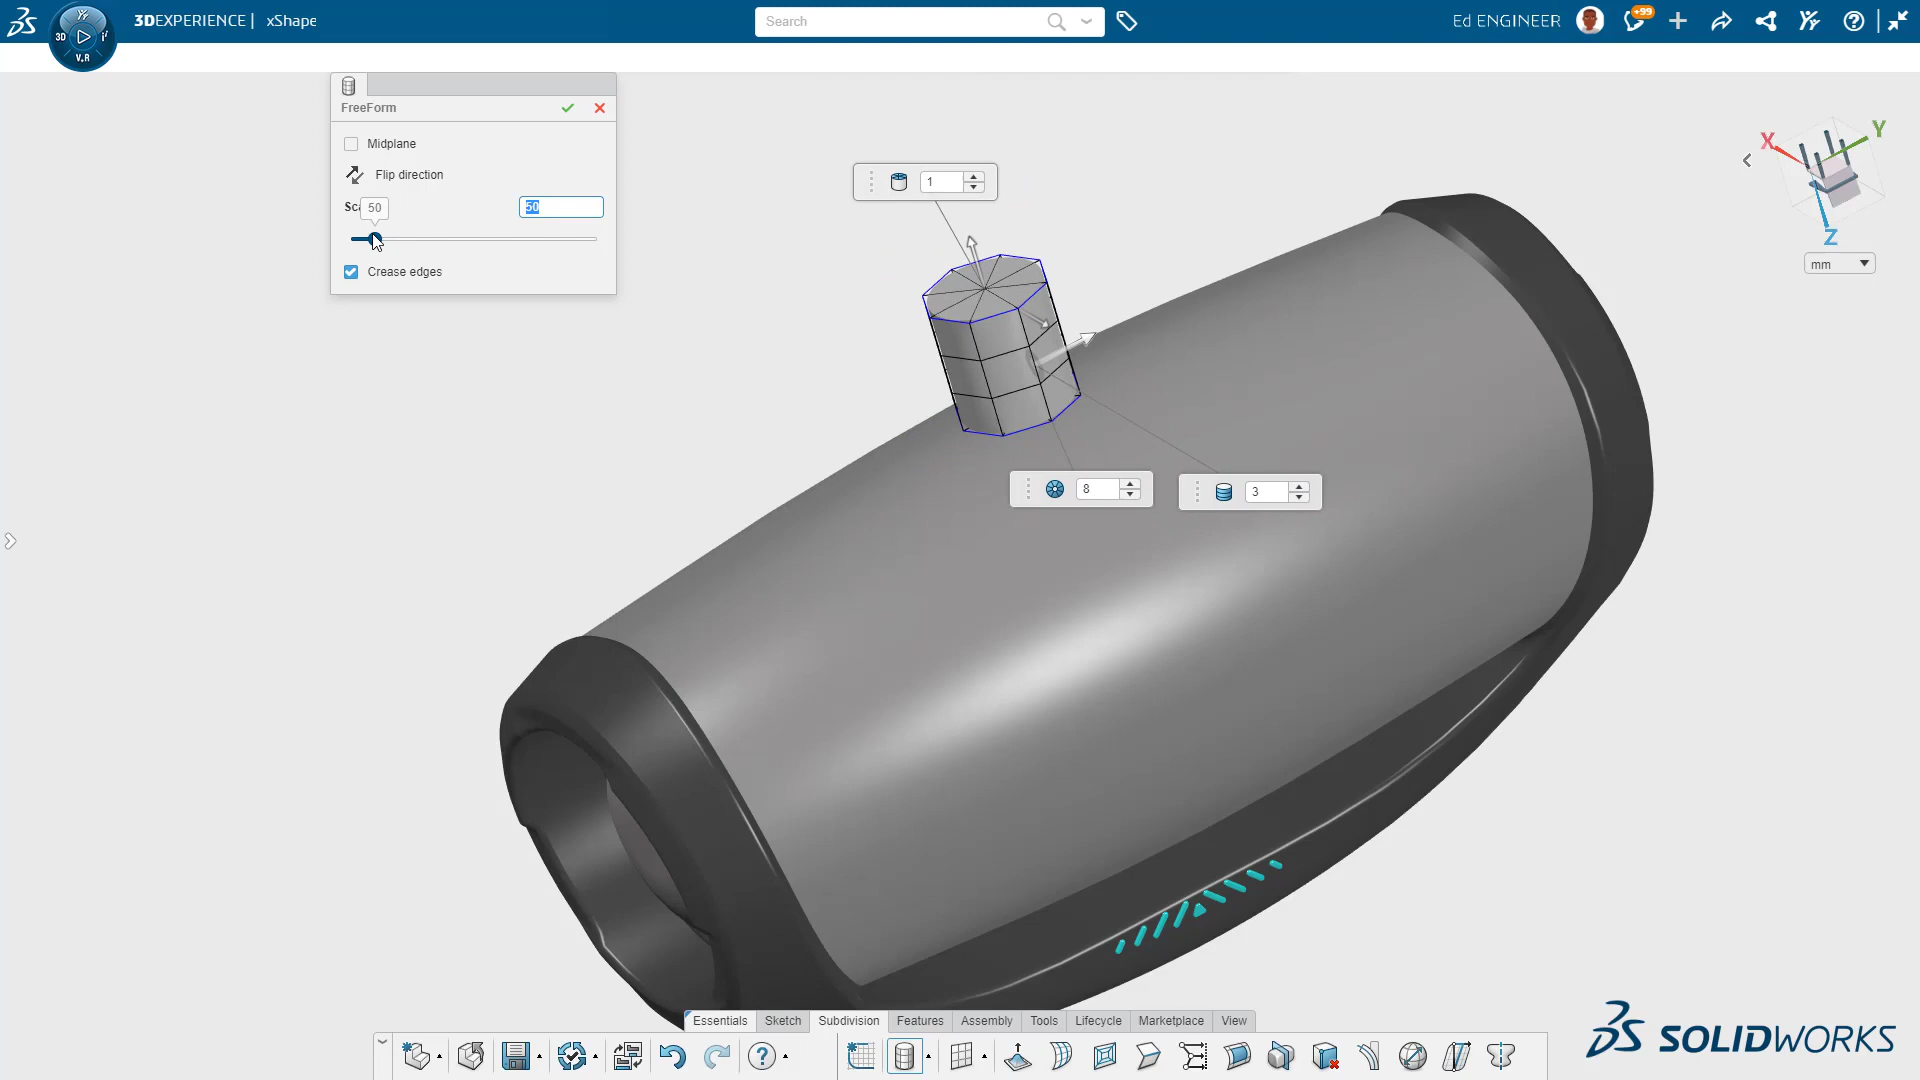 3DEXPERIENCE | xShape
Search
Ed ENGINEER
+99
3D
V.R
FreeForm
Midplane
Flip direction
50
50
Crease edges
1
8
3
X
Y
Z
mm
Essentials
Sketch
Subdivision
Features
Assembly
Tools
Lifecycle
Marketplace
View
SOLIDWORKS